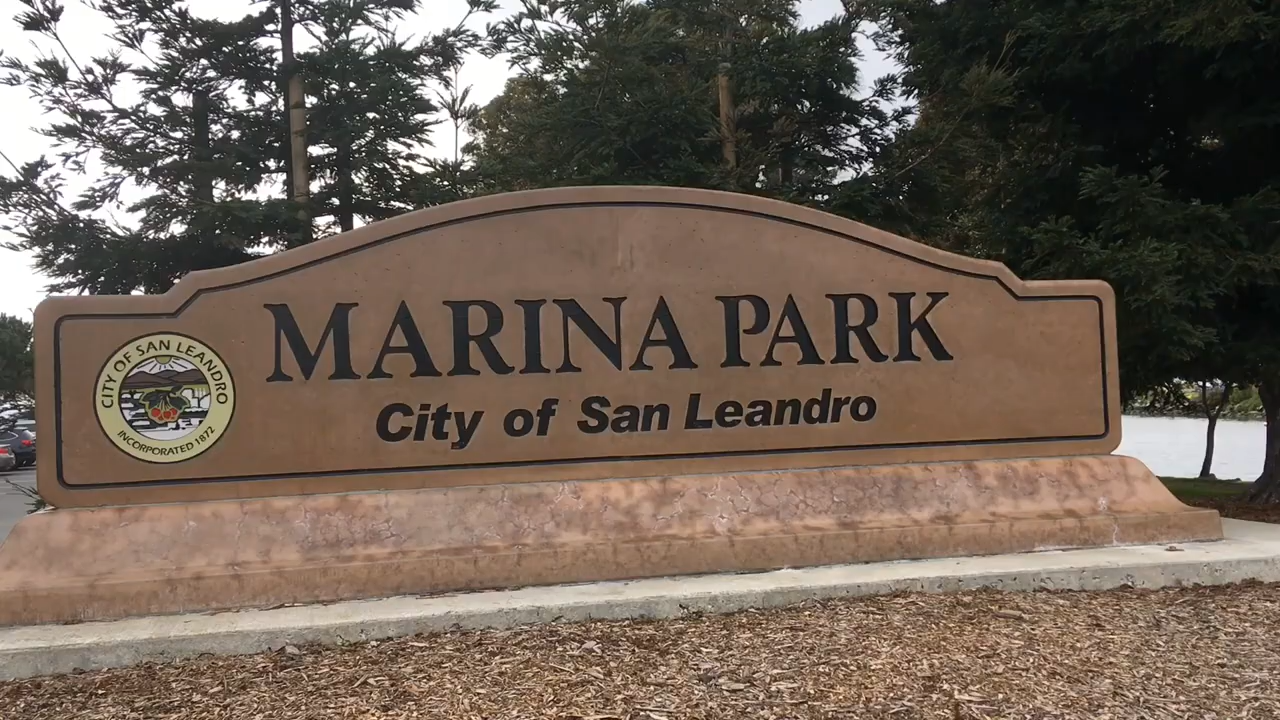 MARINA PARK
City of San Leandro
CITY OF SAN LEANDRO
INCORPORATED 1872